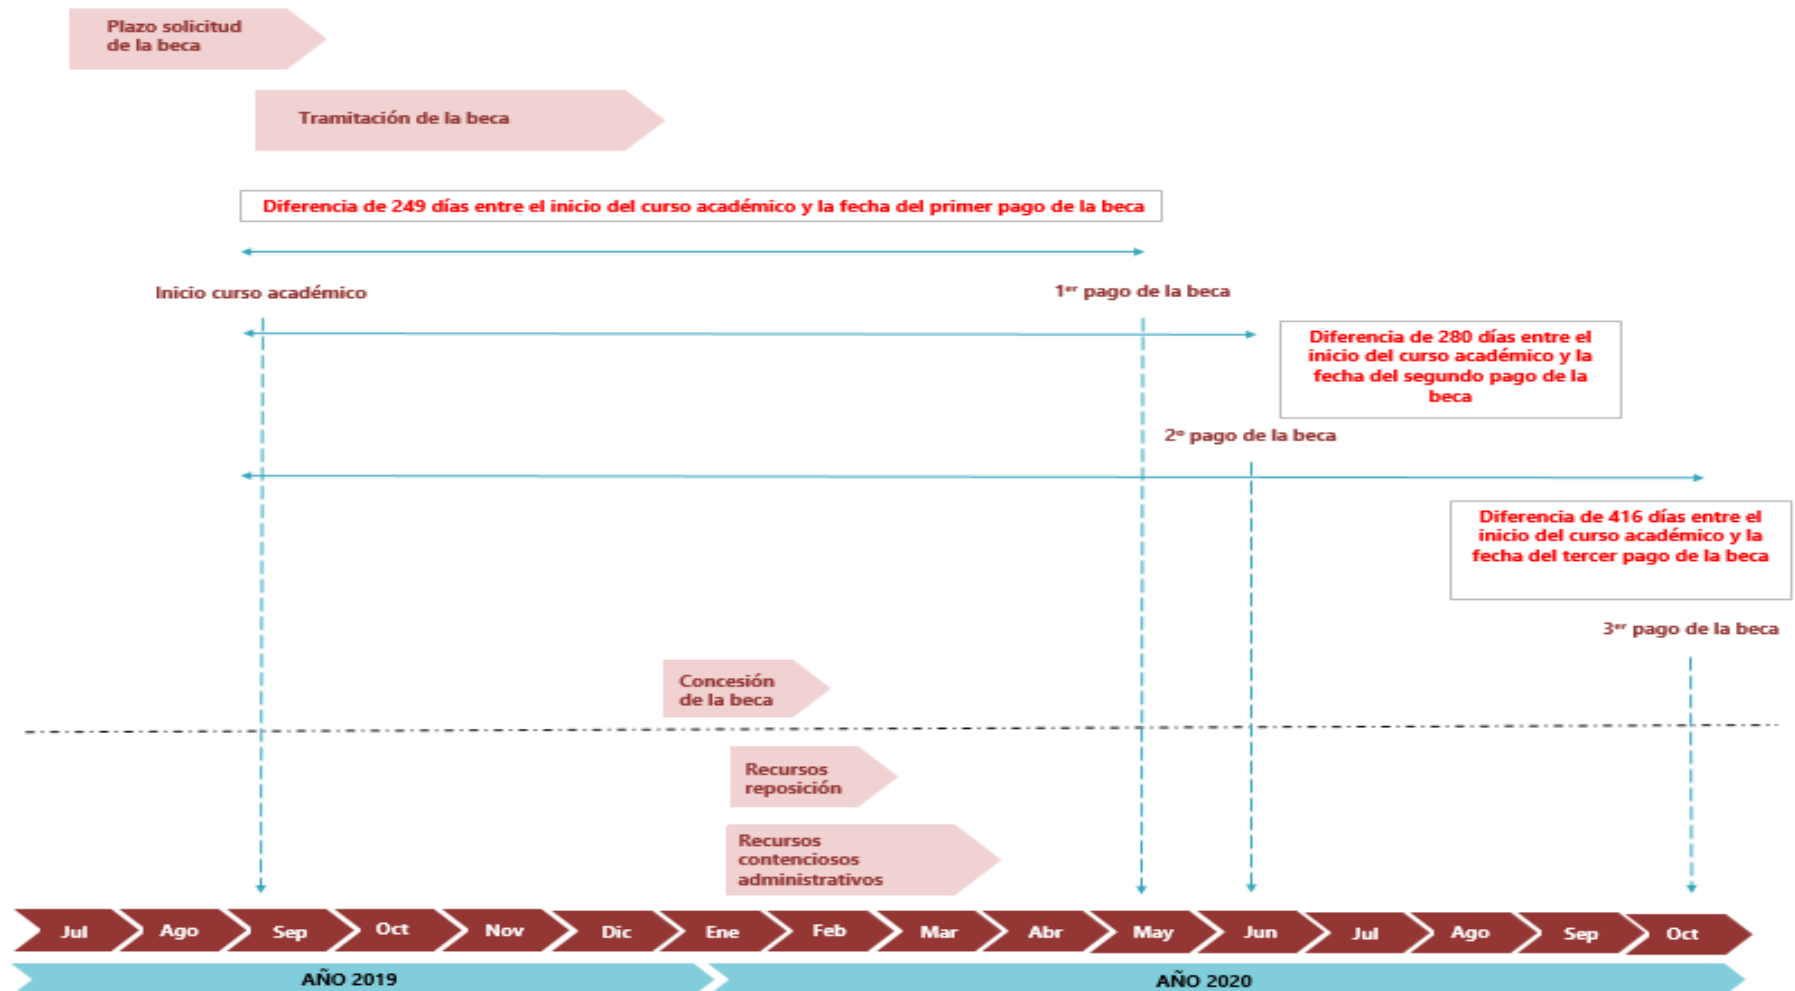 Plazo solicitud
de la beca
Tramitación de la beca
Diferencia de 249 días entre el inicio del curso académico y la fecha del primer pago de la beca
Inicio curso académico
1er pago de la beca
Diferencia de 280 días entre el
inicio del curso académico y la
fecha del segundo pago de la
beca
2º pago de la beca
Diferencia de 416 días entre el
inicio del curso académico y la
fecha del tercer pago de la beca
3er pago de la beca
Concesión
de la beca
Recursos
reposición
Recursos
contenciosos
administrativos
Jul Ago Sep Oct Nov Dic Ene Feb Mar Abr May Jun Jul Ago Sep Oct
AÑO 2019 AÑO 2020